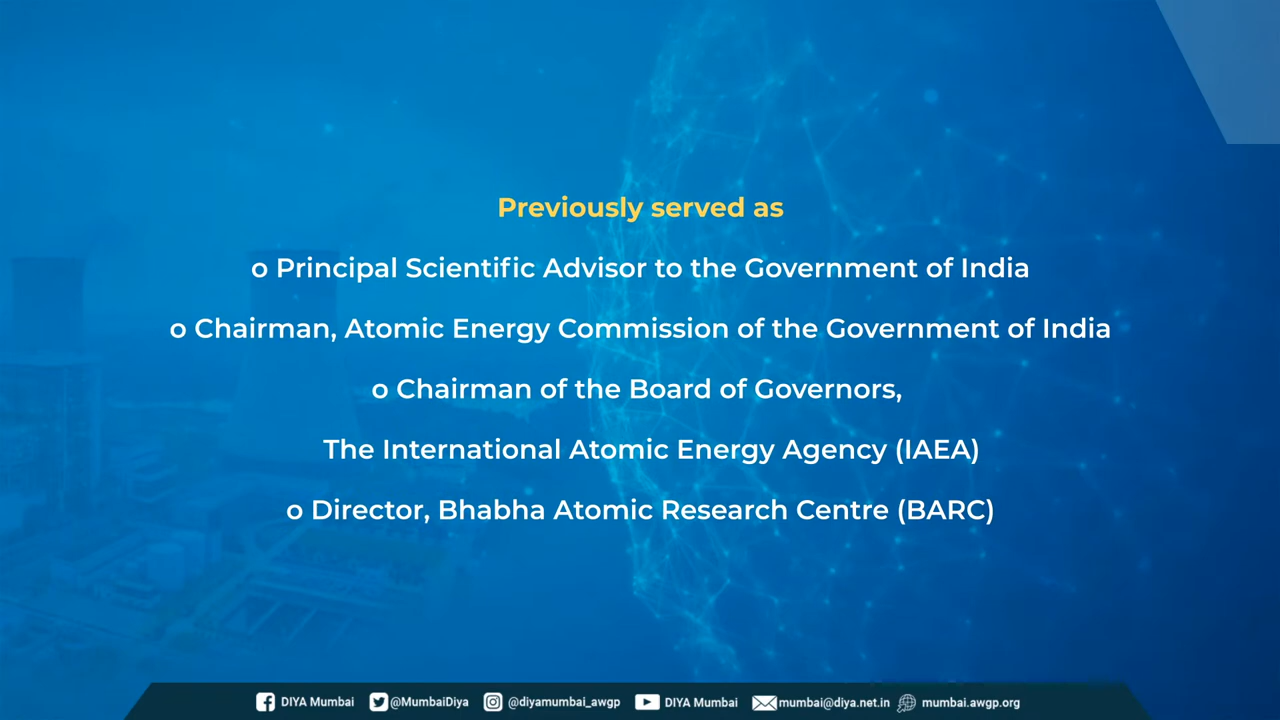 Previously served as
o Principal Scientific Advisor to the Government of India
o Chairman, Atomic Energy Commission of the Government of India
o Chairman of the Board of Governors,
The International Atomic Energy Agency (IAEA)
o Director, Bhabha Atomic Research Centre (BARC)
DIYA Mumbai @MumbaiDiya @diyamumbai_awgp DIYA Mumbai mumbai@diya.net.in mumbai.awgp.org